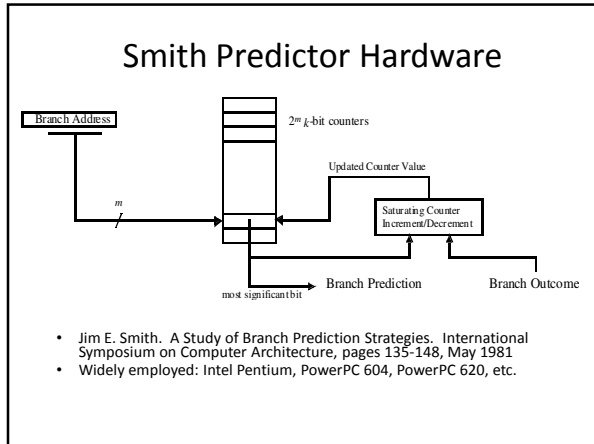 Smith Predictor Hardware
Branch Address
2ᵐ k-bit counters
Updated Counter Value
m
Saturating Counter
Increment/Decrement
most significant bit
Branch Prediction
Branch Outcome
• Jim E. Smith. A Study of Branch Prediction Strategies. International
Symposium on Computer Architecture, pages 135-148, May 1981
• Widely employed: Intel Pentium, PowerPC 604, PowerPC 620, etc.